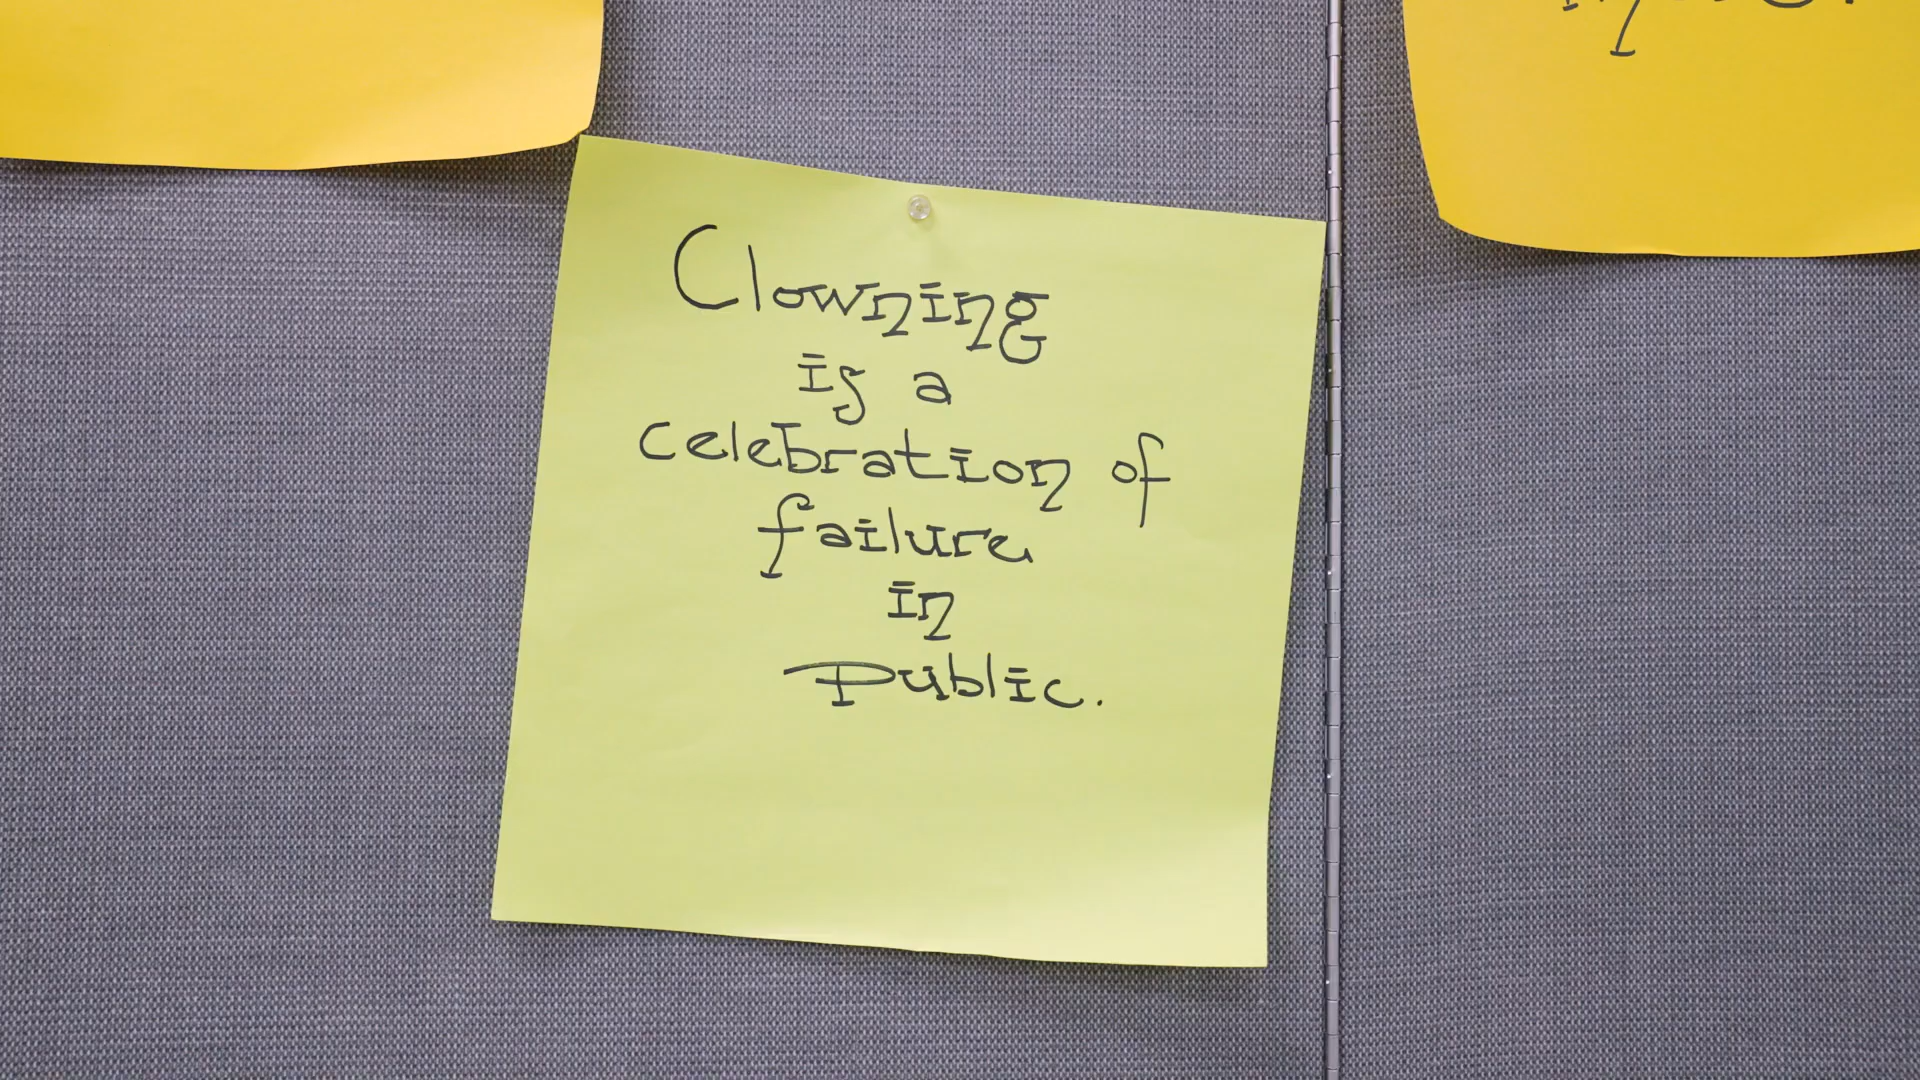 Clowning
is a
celebration of
failure
in
Public.